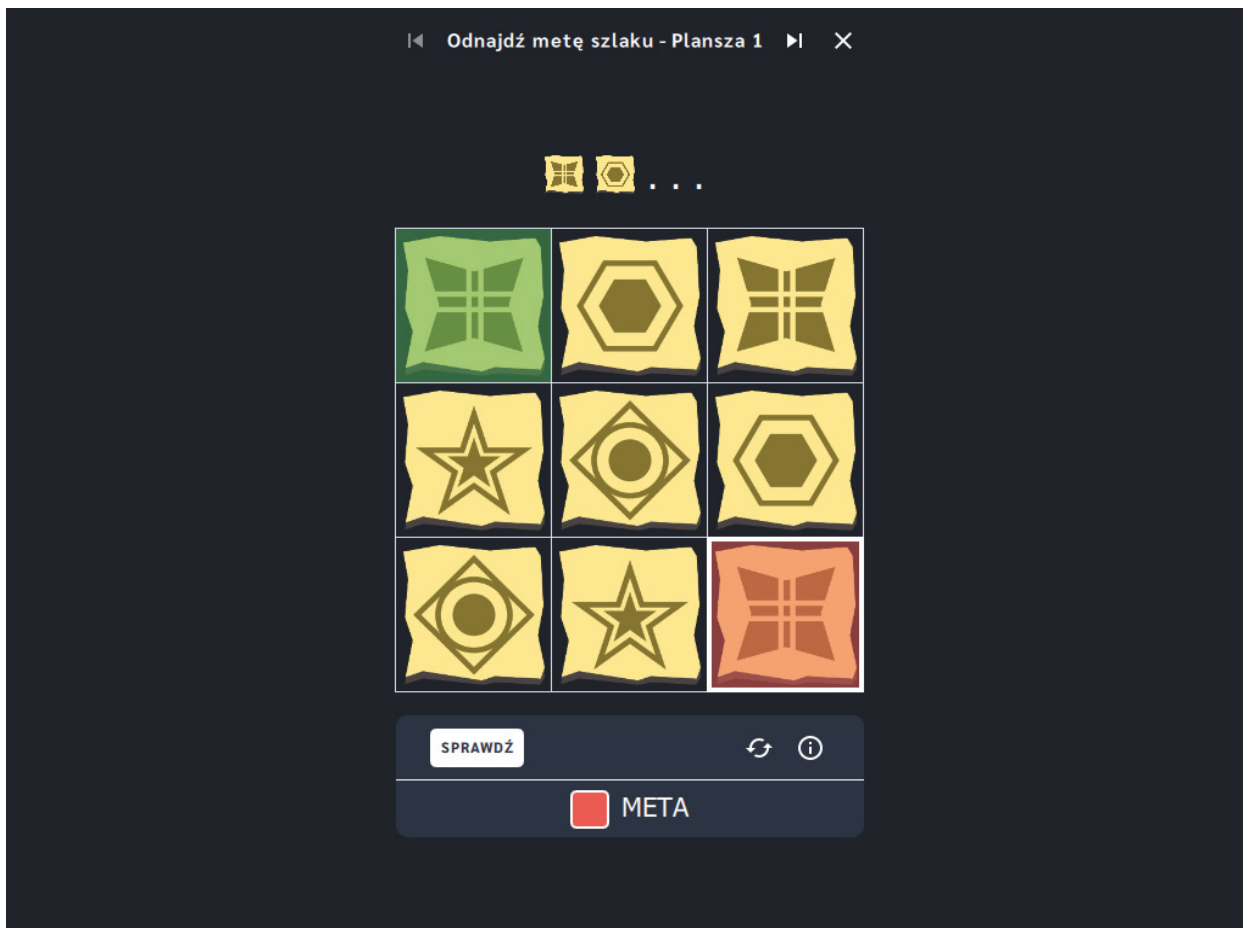 Odnajdź metę szlaku - Plansza 1
. . .
SPRAWDŹ
META